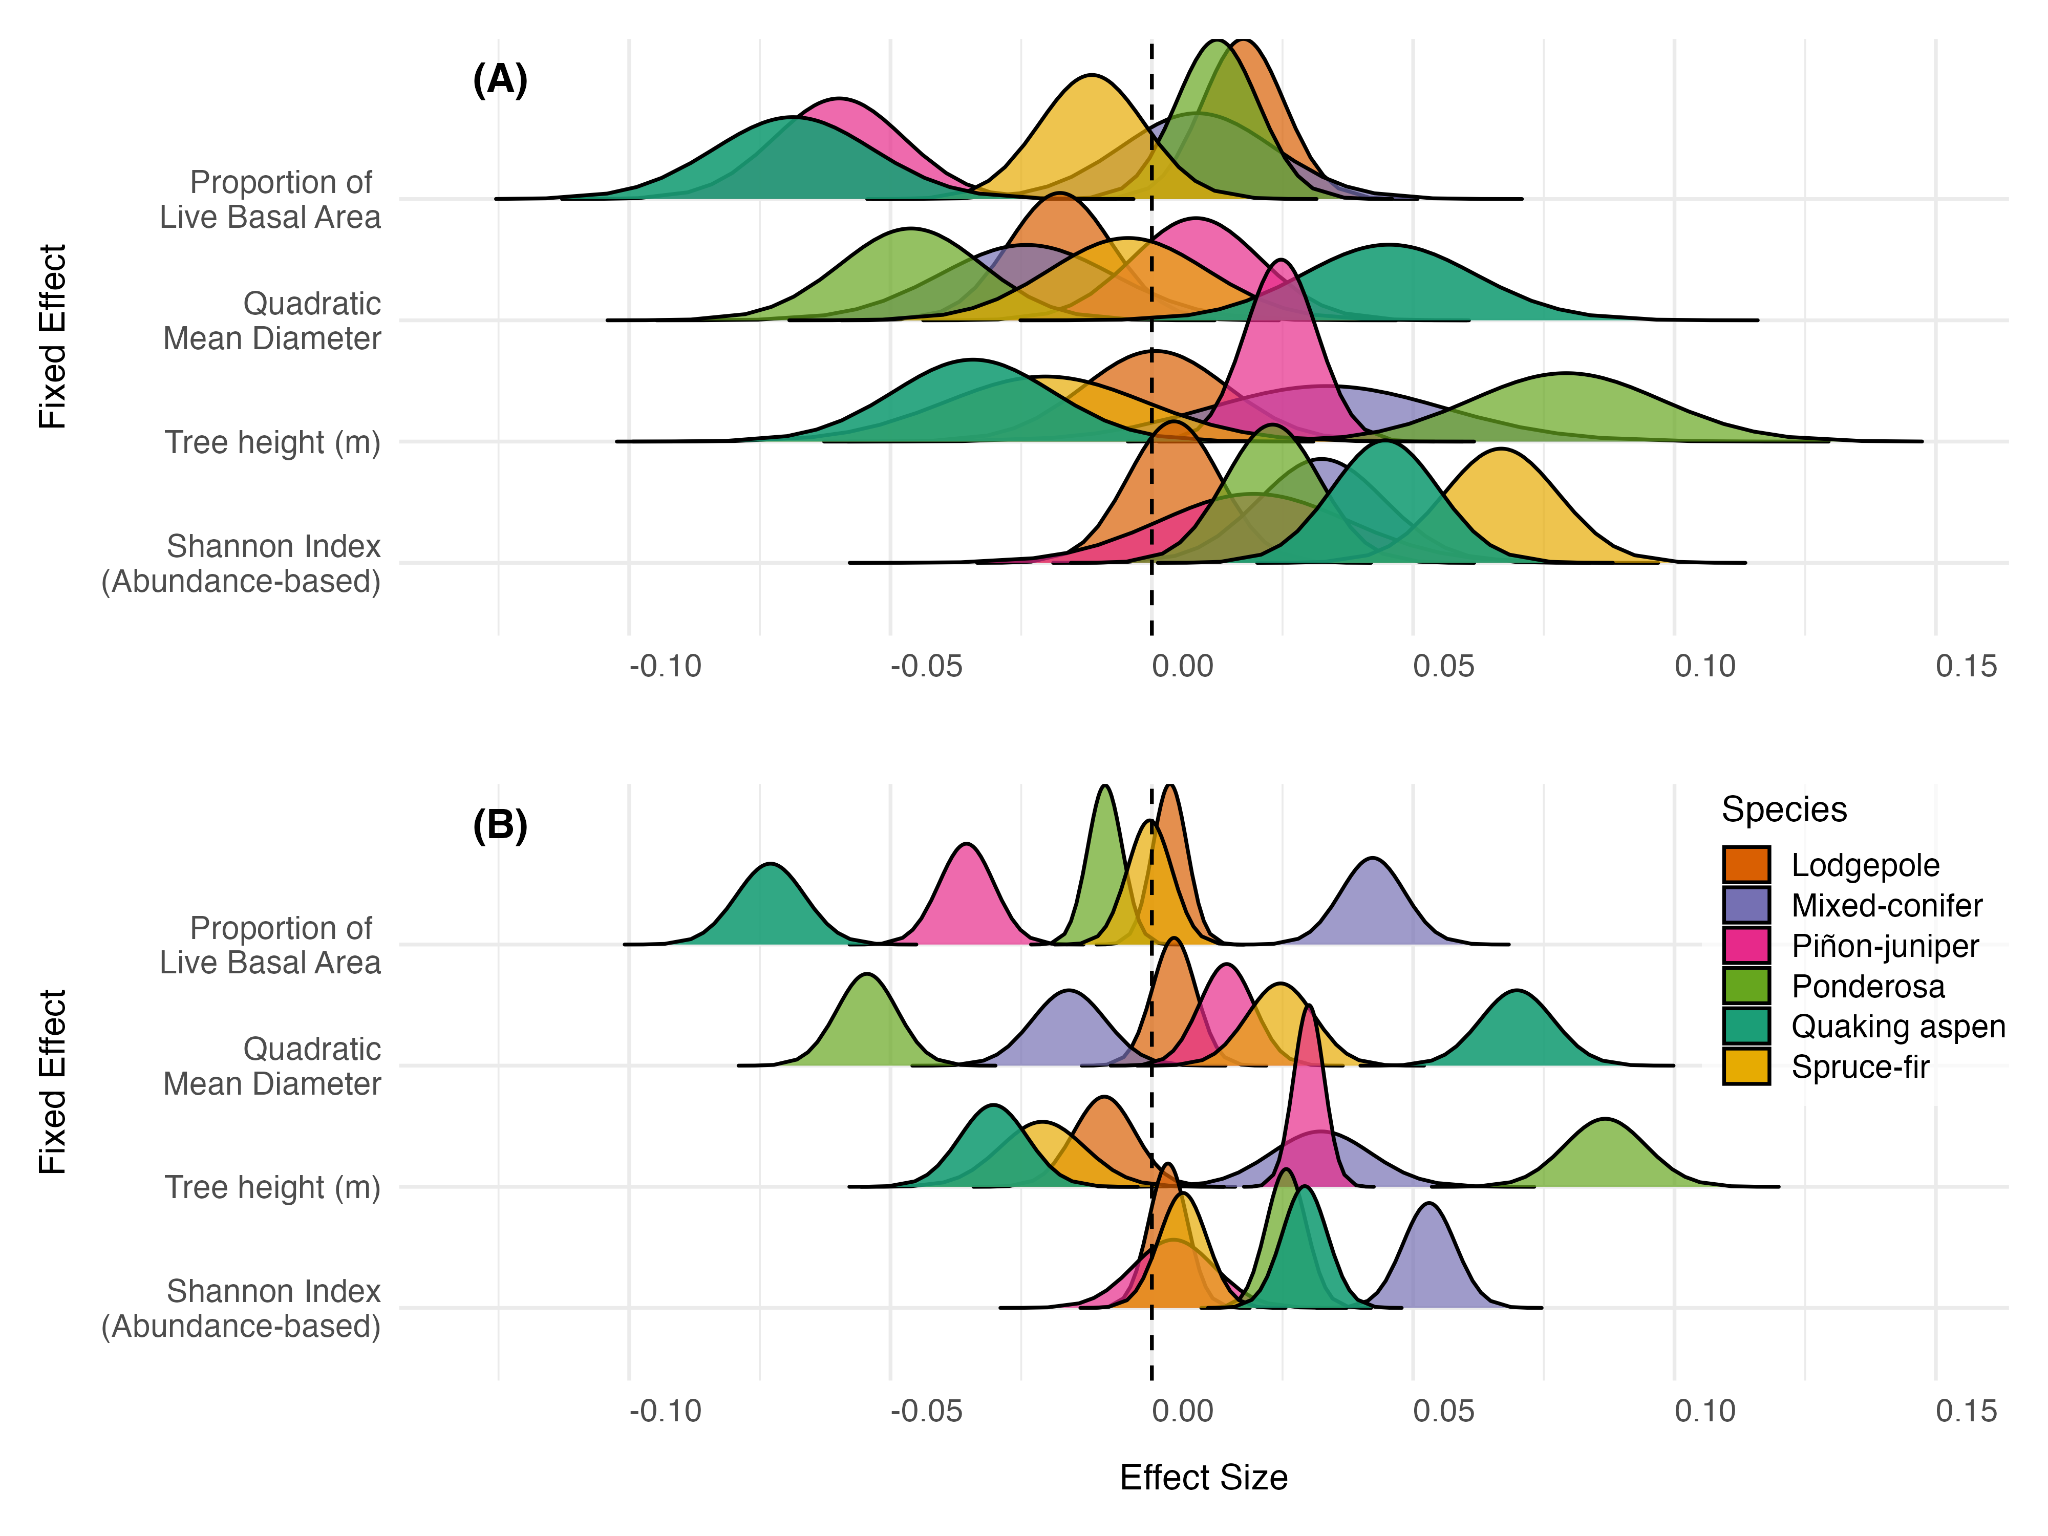 (A)
Fixed Effect
Proportion of
Live Basal Area
Quadratic
Mean Diameter
Tree height (m)
Shannon Index
(Abundance-based)
-0.10
-0.05
0.00
0.05
0.10
0.15
(B)
Fixed Effect
Proportion of
Live Basal Area
Quadratic
Mean Diameter
Tree height (m)
Shannon Index
(Abundance-based)
Species
Lodgepole
Mixed-conifer
Piñon-juniper
Ponderosa
Quaking aspen
Spruce-fir
-0.10
-0.05
0.00
0.05
0.10
0.15
Effect Size